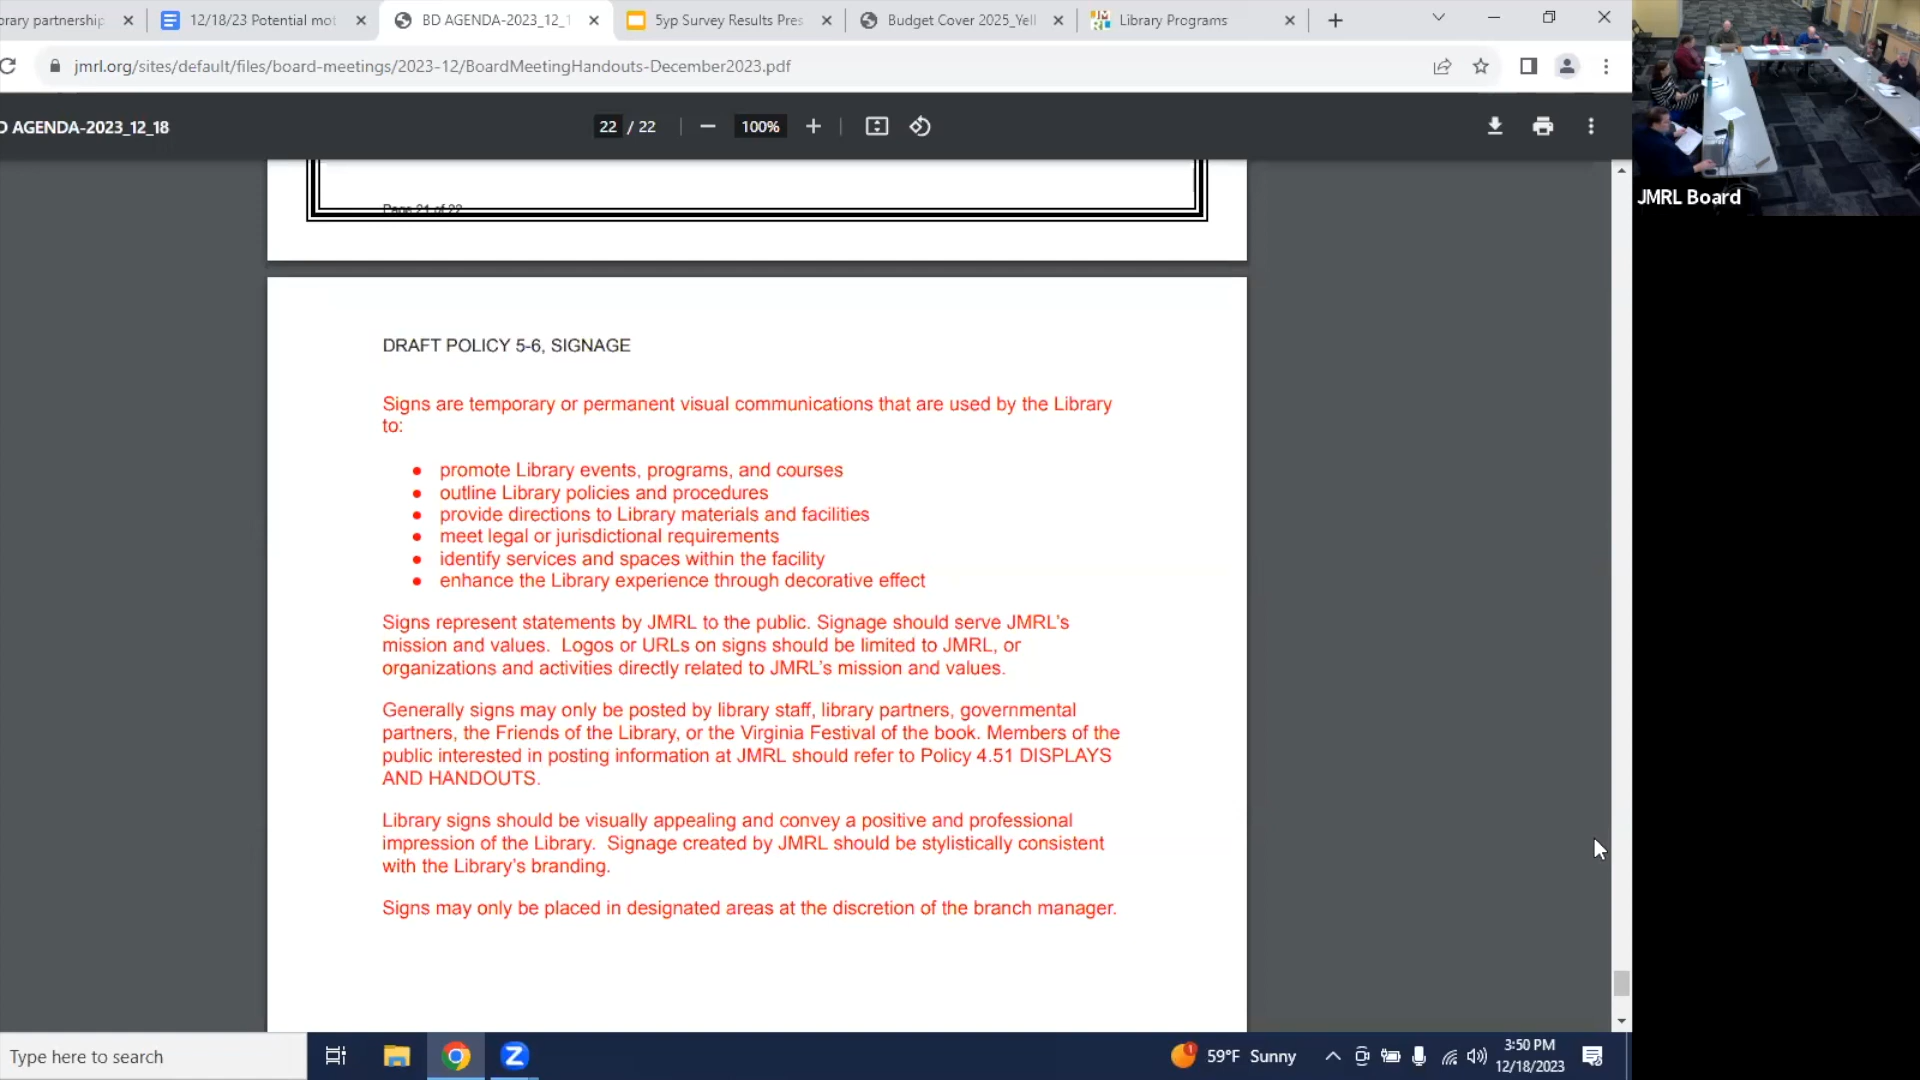 orary partnership
12/18/23 Potential mot
BD AGENDA-2023_12_1
5yp Survey Results Pres
Budget Cover 2025_Yell
Library Programs
jmrl.org/sites/default/files/board-meetings/2023-12/BoardMeetingHandouts-December2023.pdf
D AGENDA-2023_12_18
22 / 22
100%
JMRL Board
Page 21 of 22
DRAFT POLICY 5-6, SIGNAGE
Signs are temporary or permanent visual communications that are used by the Library
to:
● promote Library events, programs, and courses
● outline Library policies and procedures
● provide directions to Library materials and facilities
● meet legal or jurisdictional requirements
● identify services and spaces within the facility
● enhance the Library experience through decorative effect
Signs represent statements by JMRL to the public. Signage should serve JMRL's
mission and values.  Logos or URLs on signs should be limited to JMRL, or
organizations and activities directly related to JMRL's mission and values.
Generally signs may only be posted by library staff, library partners, governmental
partners, the Friends of the Library, or the Virginia Festival of the book. Members of the
public interested in posting information at JMRL should refer to Policy 4.51 DISPLAYS
AND HANDOUTS.
Library signs should be visually appealing and convey a positive and professional
impression of the Library.  Signage created by JMRL should be stylistically consistent
with the Library's branding.
Signs may only be placed in designated areas at the discretion of the branch manager.
Type here to search
1
59°F Sunny
3:50 PM
12/18/2023